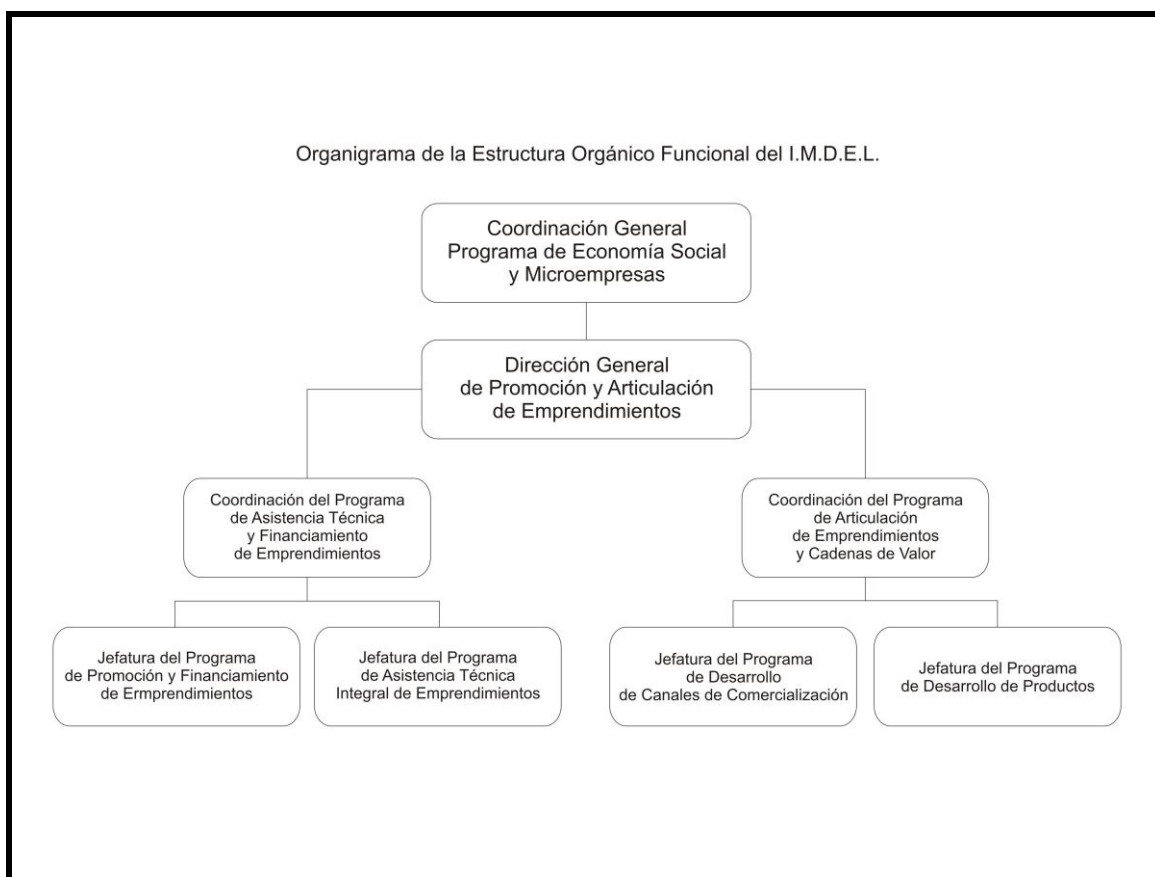 Organigrama de la Estructura Orgánico Funcional del I.M.D.E.L.
Coordinación General
Programa de Economía Social
y Microempresas
Dirección General
de Promoción y Articulación
de Emprendimientos
Coordinación del Programa
de Asistencia Técnica
y Financiamiento
de Emprendimientos
Coordinación del Programa
de Articulación
de Emprendimientos
y Cadenas de Valor
Jefatura del Programa
de Promoción y Financiamiento
de Ermprendimientos
Jefatura del Programa
de Asistencia Técnica
Integral de Emprendimientos
Jefatura del Programa
de Desarrollo
de Canales de Comercialización
Jefatura del Programa
de Desarrollo de Productos